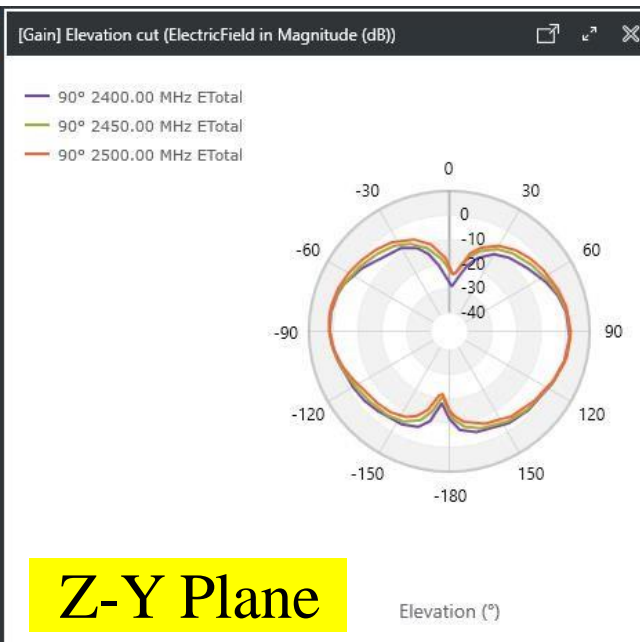 [Gain] Elevation cut (ElectricField in Magnitude (dB))
90° 2400.00 MHz ETotal
90° 2450.00 MHz ETotal
90° 2500.00 MHz ETotal
0
-30 30
0
-10
-60 60
-20
-30
-40
-90 90
-120 120
-150 150
-180
Z-Y Plane
Elevation (°)